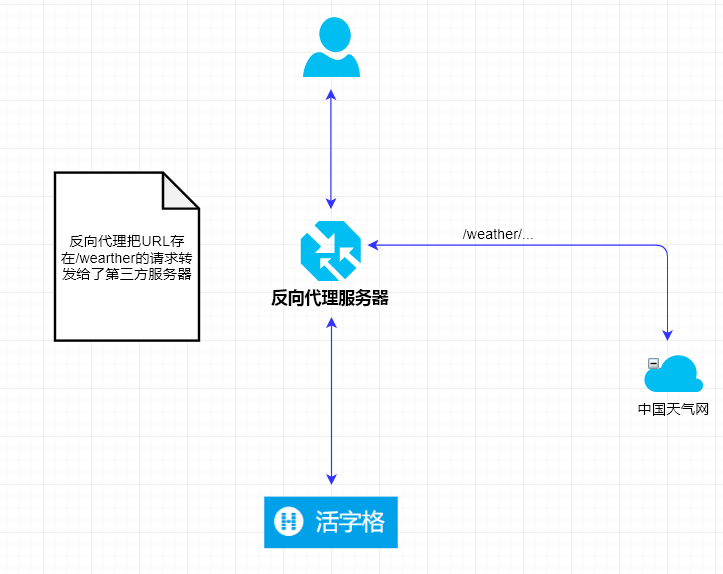 /weather/...
反向代理把URL存
在/wearther的请求转
发给了第三方服务器
反向代理服务器
中国天气网
活字格